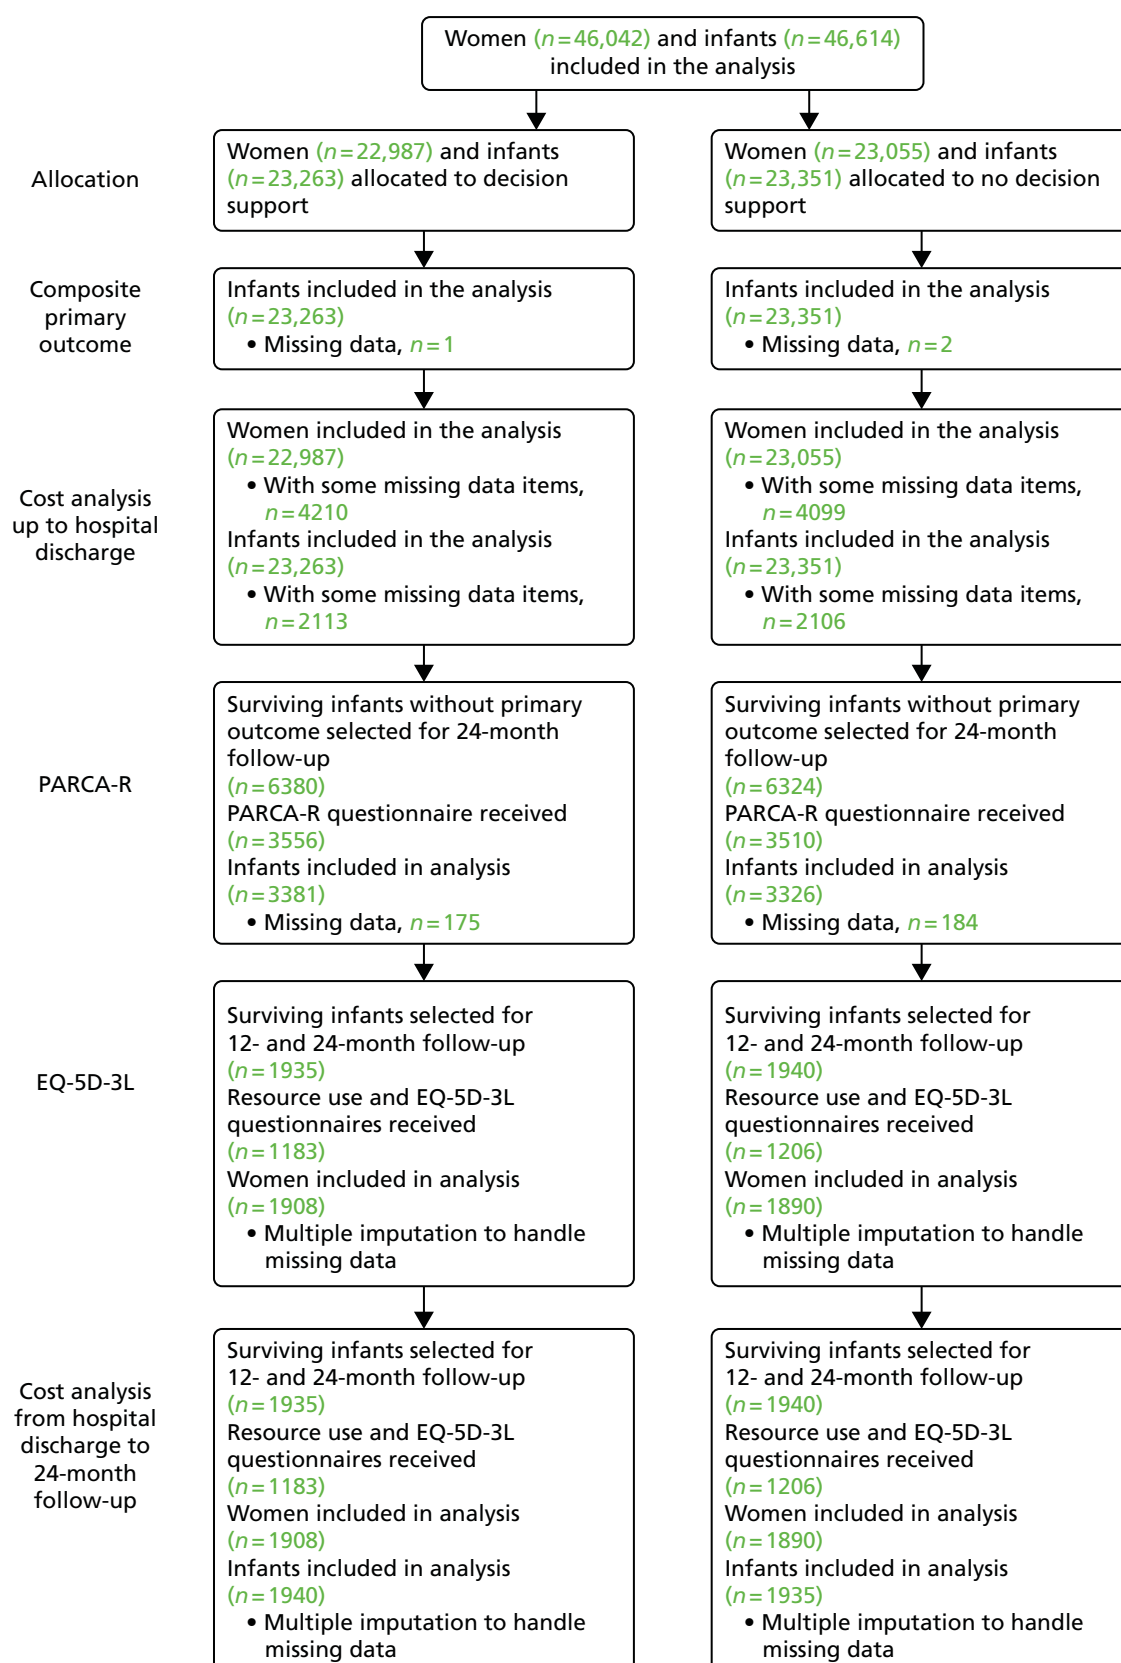 Women (n=46,042) and infants (n=46,614)
included in the analysis
Allocation
Women (n=22,987) and infants
(n=23,263) allocated to decision
support
Women (n=23,055) and infants
(n=23,351) allocated to no decision
support
Composite
primary
outcome
Infants included in the analysis
(n=23,263)
• Missing data, n=1
Infants included in the analysis
(n=23,351)
• Missing data, n=2
Cost analysis
up to hospital
discharge
Women included in the analysis
(n=22,987)
• With some missing data items,
n=4210
Infants included in the analysis
(n=23,263)
• With some missing data items,
n=2113
Women included in the analysis
(n=23,055)
• With some missing data items,
n=4099
Infants included in the analysis
(n=23,351)
• With some missing data items,
n=2106
PARCA-R
Surviving infants without primary
outcome selected for 24-month
follow-up
(n=6380)
PARCA-R questionnaire received
(n=3556)
Infants included in analysis
(n=3381)
• Missing data, n=175
Surviving infants without primary
outcome selected for 24-month
follow-up
(n=6324)
PARCA-R questionnaire received
(n=3510)
Infants included in analysis
(n=3326)
• Missing data, n=184
EQ-5D-3L
Surviving infants selected for
12- and 24-month follow-up
(n=1935)
Resource use and EQ-5D-3L
questionnaires received
(n=1183)
Women included in analysis
(n=1908)
• Multiple imputation to handle
missing data
Surviving infants selected for
12- and 24-month follow-up
(n=1940)
Resource use and EQ-5D-3L
questionnaires received
(n=1206)
Women included in analysis
(n=1890)
• Multiple imputation to handle
missing data
Cost analysis
from hospital
discharge to
24-month
follow-up
Surviving infants selected for
12- and 24-month follow-up
(n=1935)
Resource use and EQ-5D-3L
questionnaires received
(n=1183)
Women included in analysis
(n=1908)
Infants included in analysis
(n=1940)
• Multiple imputation to handle
missing data
Surviving infants selected for
12- and 24-month follow-up
(n=1940)
Resource use and EQ-5D-3L
questionnaires received
(n=1206)
Women included in analysis
(n=1890)
Infants included in analysis
(n=1935)
• Multiple imputation to handle
missing data